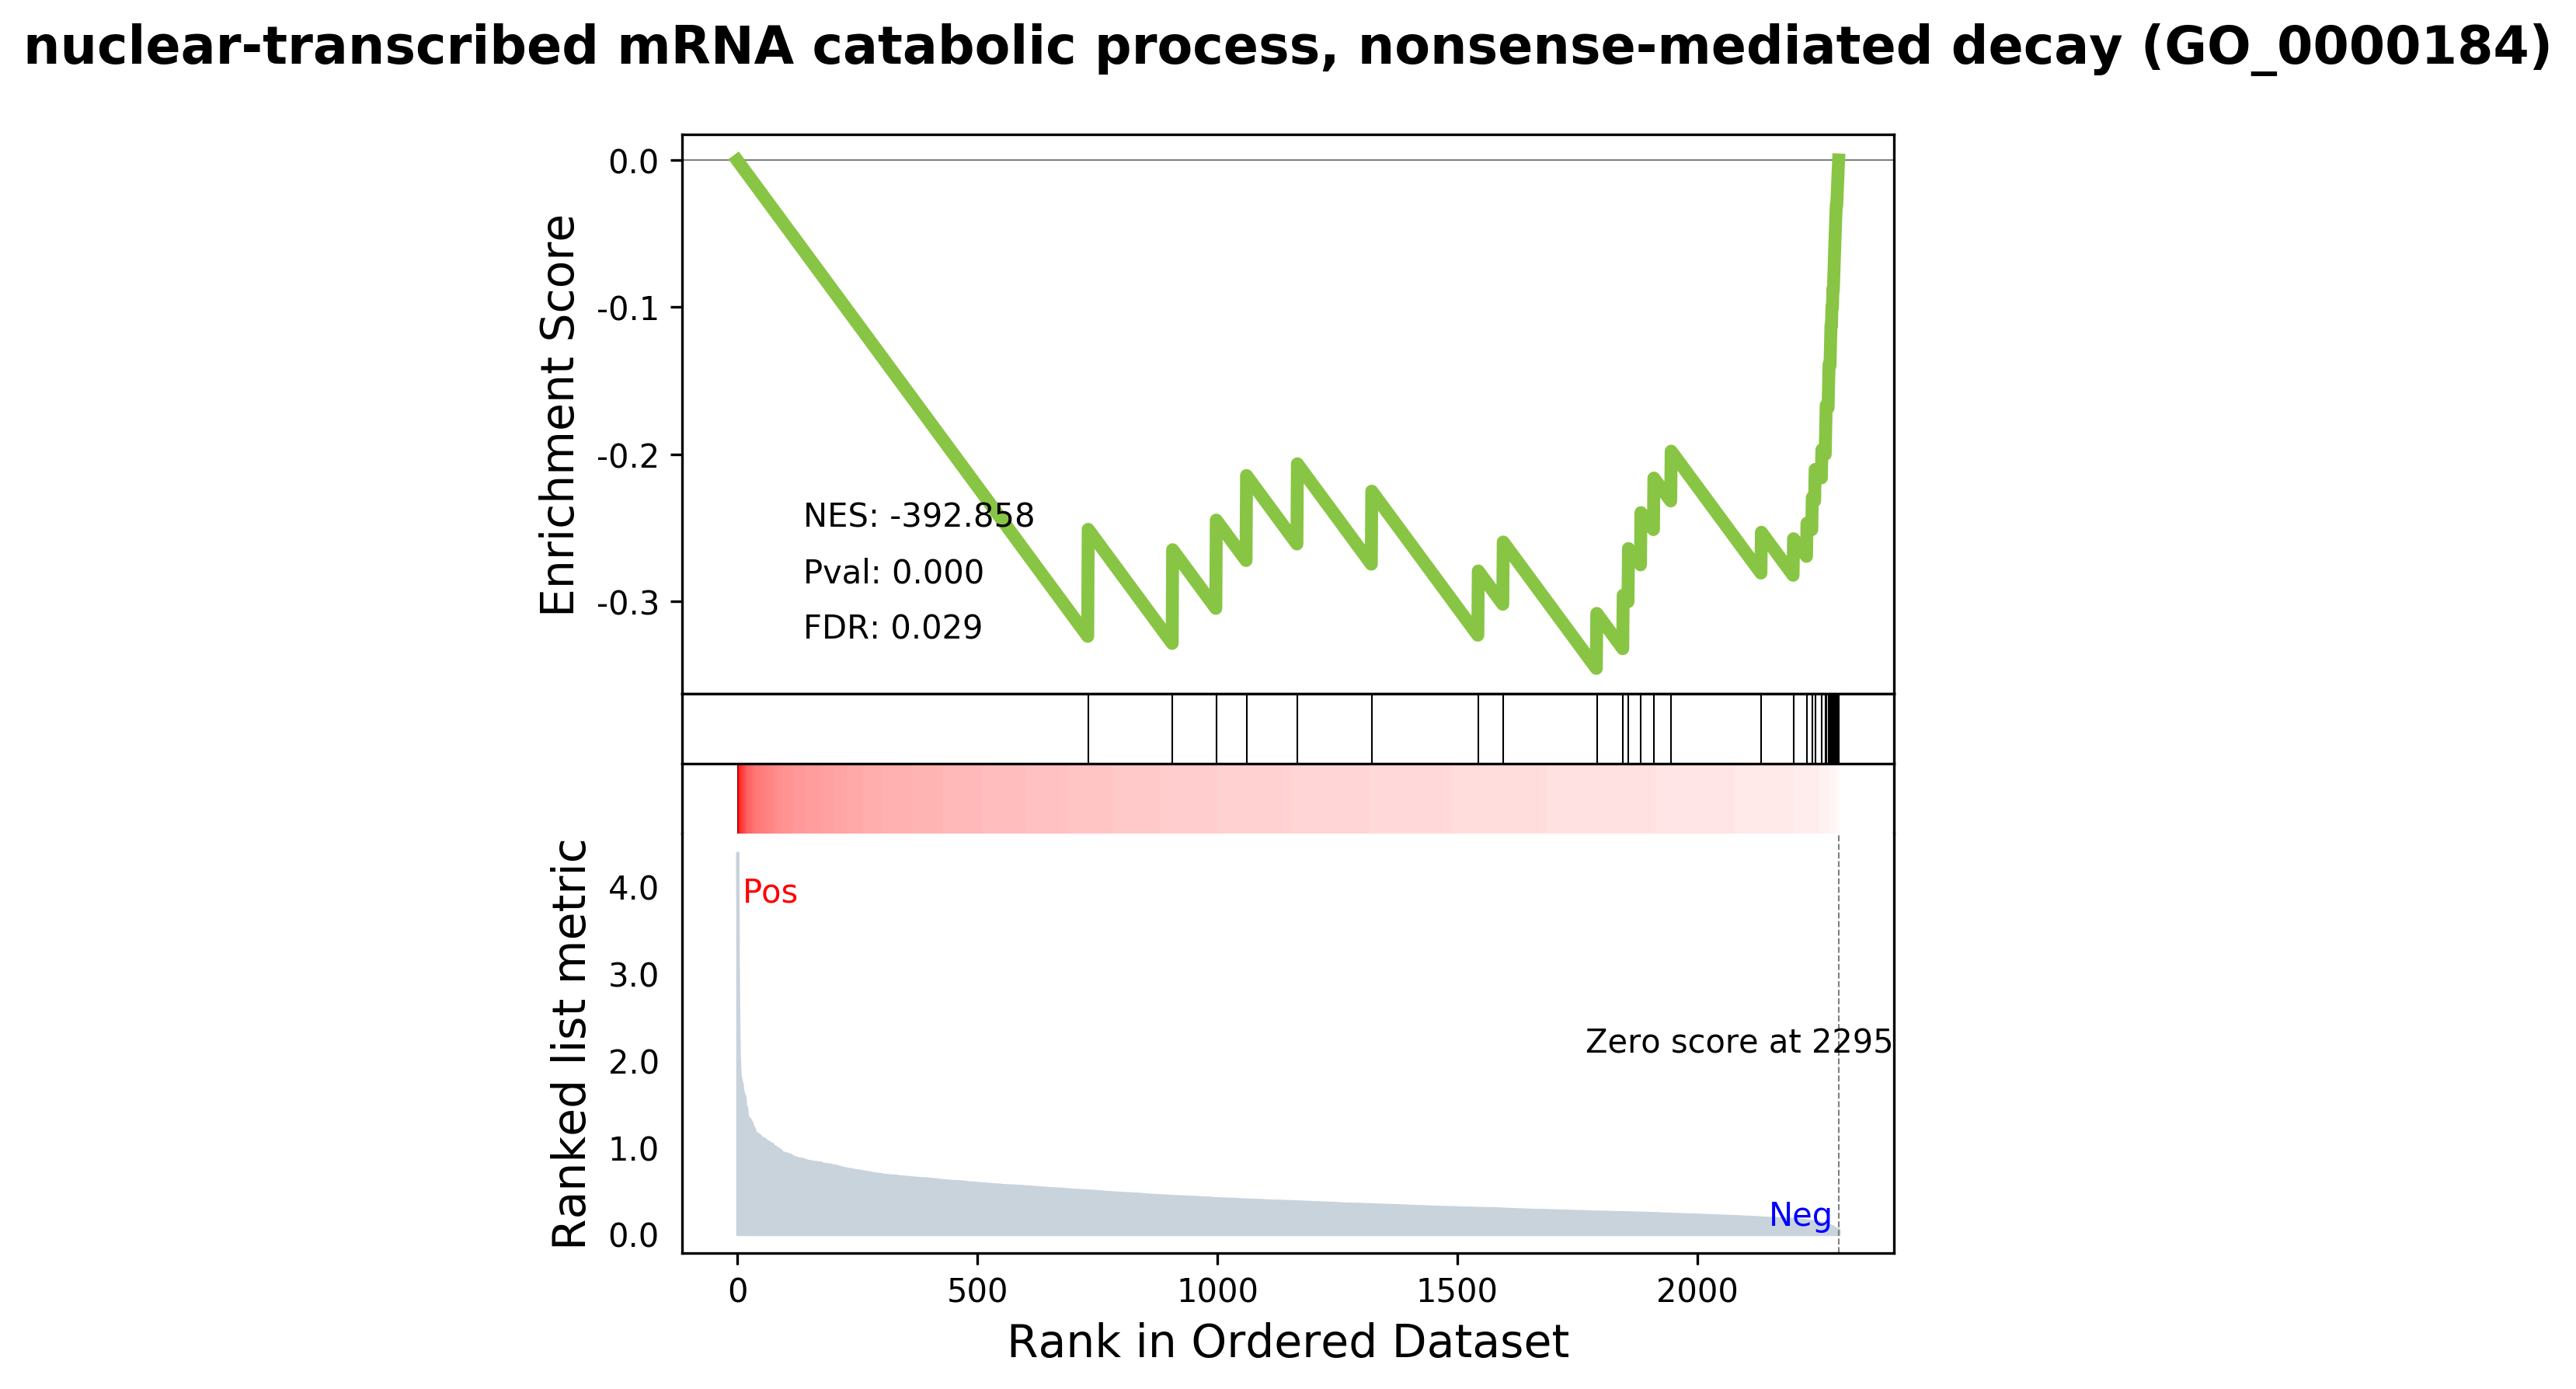 nuclear-transcribed mRNA catabolic process, nonsense-mediated decay (GO_0000184)
Enrichment Score
0.0
-0.1
-0.2
-0.3
NES: -392.858
Pval: 0.000
FDR: 0.029
Ranked list metric
4.0
3.0
2.0
1.0
0.0
Pos
Zero score at 2295
Neg
0 500 1000 1500 2000
Rank in Ordered Dataset